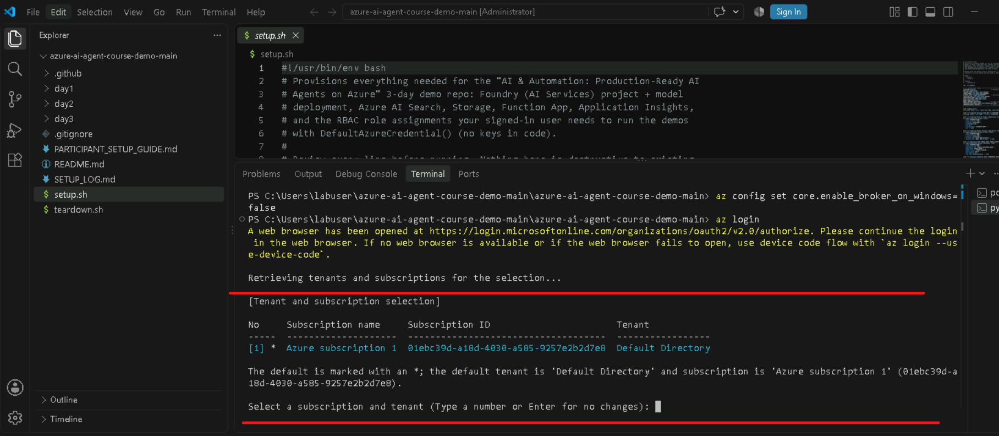 File Edit Selection View Go Run Terminal Help
azure-ai-agent-course-demo-main [Administrator]
Sign In
Explorer
azure-ai-agent-course-demo-main
.github
day1
day2
day3
.gitignore
PARTICIPANT_SETUP_GUIDE.md
README.md
SETUP_LOG.md
setup.sh
teardown.sh
Outline
Timeline
$ setup.sh
$ setup.sh
1 #!/usr/bin/env bash
2 # Provisions everything needed for the "AI & Automation: Production-Ready AI
3 # Agents on Azure" 3-day demo repo: Foundry (AI Services) project + model
4 # deployment, Azure AI Search, Storage, Function App, Application Insights,
5 # and the RBAC role assignments your signed-in user needs to run the demos
6 # with DefaultAzureCredential() (no keys in code).
7 #
Problems Output Debug Console Terminal Ports
PS C:\Users\labuser\azure-ai-agent-course-demo-main\azure-ai-agent-course-demo-main> az config set core.enable_broker_on_windows=
false
PS C:\Users\labuser\azure-ai-agent-course-demo-main\azure-ai-agent-course-demo-main> az login
A web browser has been opened at https://login.microsoftonline.com/organizations/oauth2/v2.0/authorize. Please continue the login
in the web browser. If no web browser is available or if the web browser fails to open, use device code flow with `az login --us
e-device-code`.
Retrieving tenants and subscriptions for the selection...
[Tenant and subscription selection]
No Subscription name Subscription ID Tenant
----- ------------------- ------------------------------------ -----------------
[1] * Azure subscription 1 01ebc39d-a18d-4030-a585-9257e2b2d7e8 Default Directory
The default is marked with an *; the default tenant is 'Default Directory' and subscription is 'Azure subscription 1' (01ebc39d-a
18d-4030-a585-9257e2b2d7e8).
Select a subscription and tenant (Type a number or Enter for no changes):
po
py